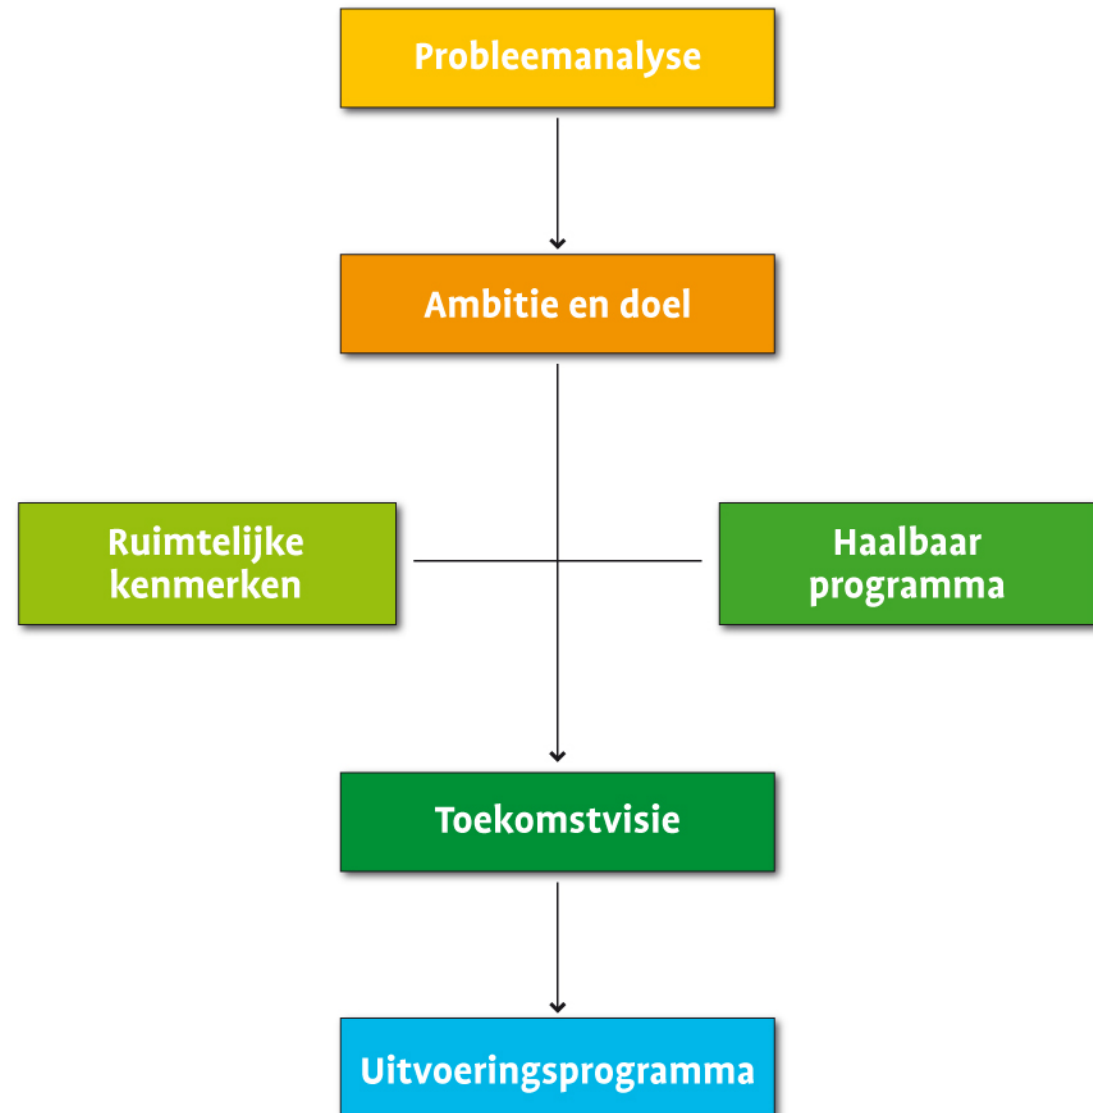 Probleemanalyse
Ambitie en doel
Ruimtelijke
kenmerken
Haalbaar
programma
Toekomstvisie
Uitvoeringsprogramma